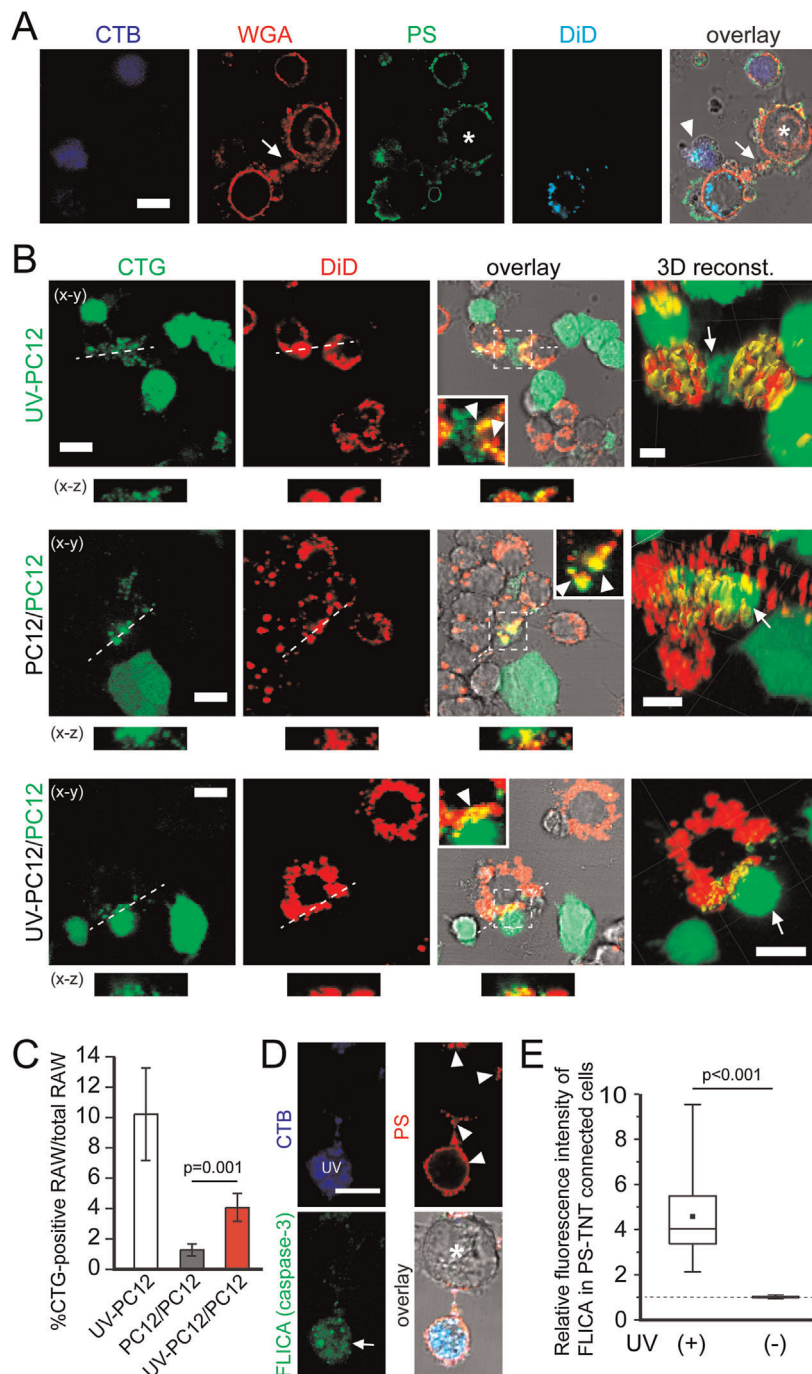 A
CTB WGA PS DiD overlay
*
*
B
CTG DiD overlay 3D reconst.
UV-PC12
(x-y)
(x-z)
PC12/PC12
(x-y)
(x-z)
UV-PC12/PC12
(x-y)
(x-z)
C
%CTG-positive RAW/total RAW
14
12
10
8
6
4
2
0
p=0.001
UV-PC12
PC12/PC12
UV-PC12/PC12
D
CTB
UV
PS
FLICA (caspase-3)
overlay
*
E
Relative fluorescence intensity of
FLICA in PS-TNT connected cells
p<0.001
10
8
6
4
2
0
UV (+) (-)